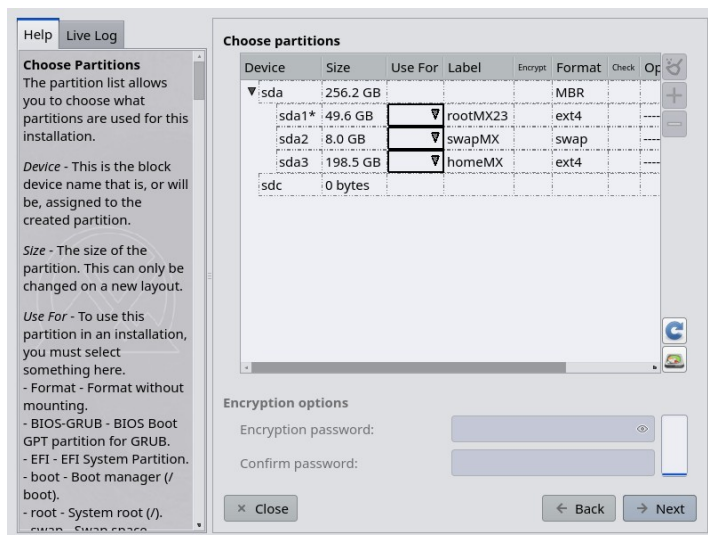 Help
Live Log
Choose Partitions
The partition list allows
you to choose what
partitions are used for this
installation.
Device - This is the block
device name that is, or will
be, assigned to the
created partition.
Size - The size of the
partition. This can only be
changed on a new layout.
Use For - To use this
partition in an installation,
you must select
something here.
- Format - Format without
mounting.
- BIOS-GRUB - BIOS Boot
GPT partition for GRUB.
- EFI - EFI System Partition.
- boot - Boot manager (/
boot).
- root - System root (/).
- swap - Swap space.
Choose partitions
Device Size Use For Label Encrypt Format Check Op
sda 256.2 GB MBR
sda1* 49.6 GB rootMX23 ext4 ----
sda2 8.0 GB swapMX swap ----
sda3 198.5 GB homeMX ext4 ----
sdc 0 bytes
Encryption options
Encryption password:
Confirm password:
× Close
← Back
→ Next